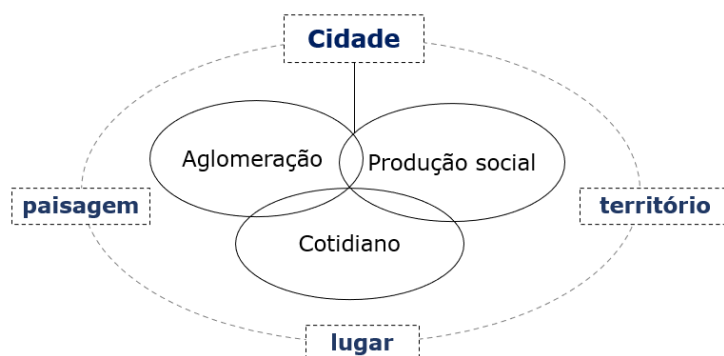 Cidade
Aglomeração
Produção social
paisagem
território
Cotidiano
lugar